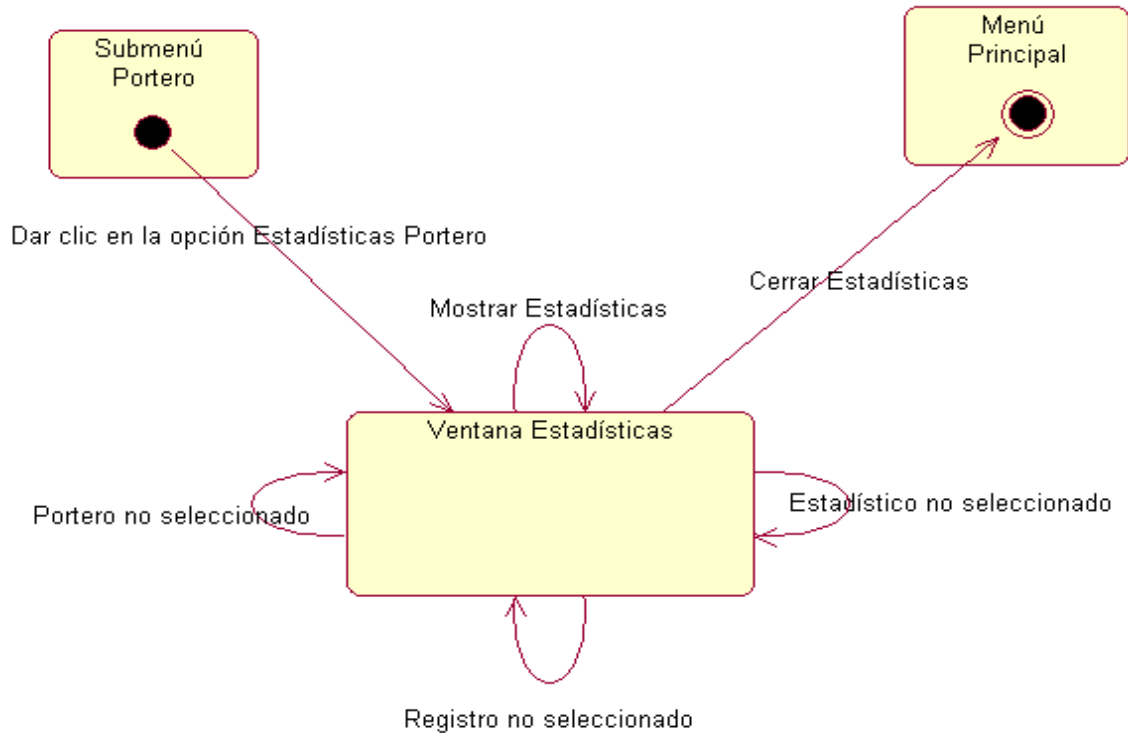 Submenú
Portero
Menú
Principal
Dar clic en la opción Estadísticas Portero
Cerrar Estadísticas
Mostrar Estadísticas
Ventana Estadísticas
Portero no seleccionado
Estadístico no seleccionado
Registro no seleccionado